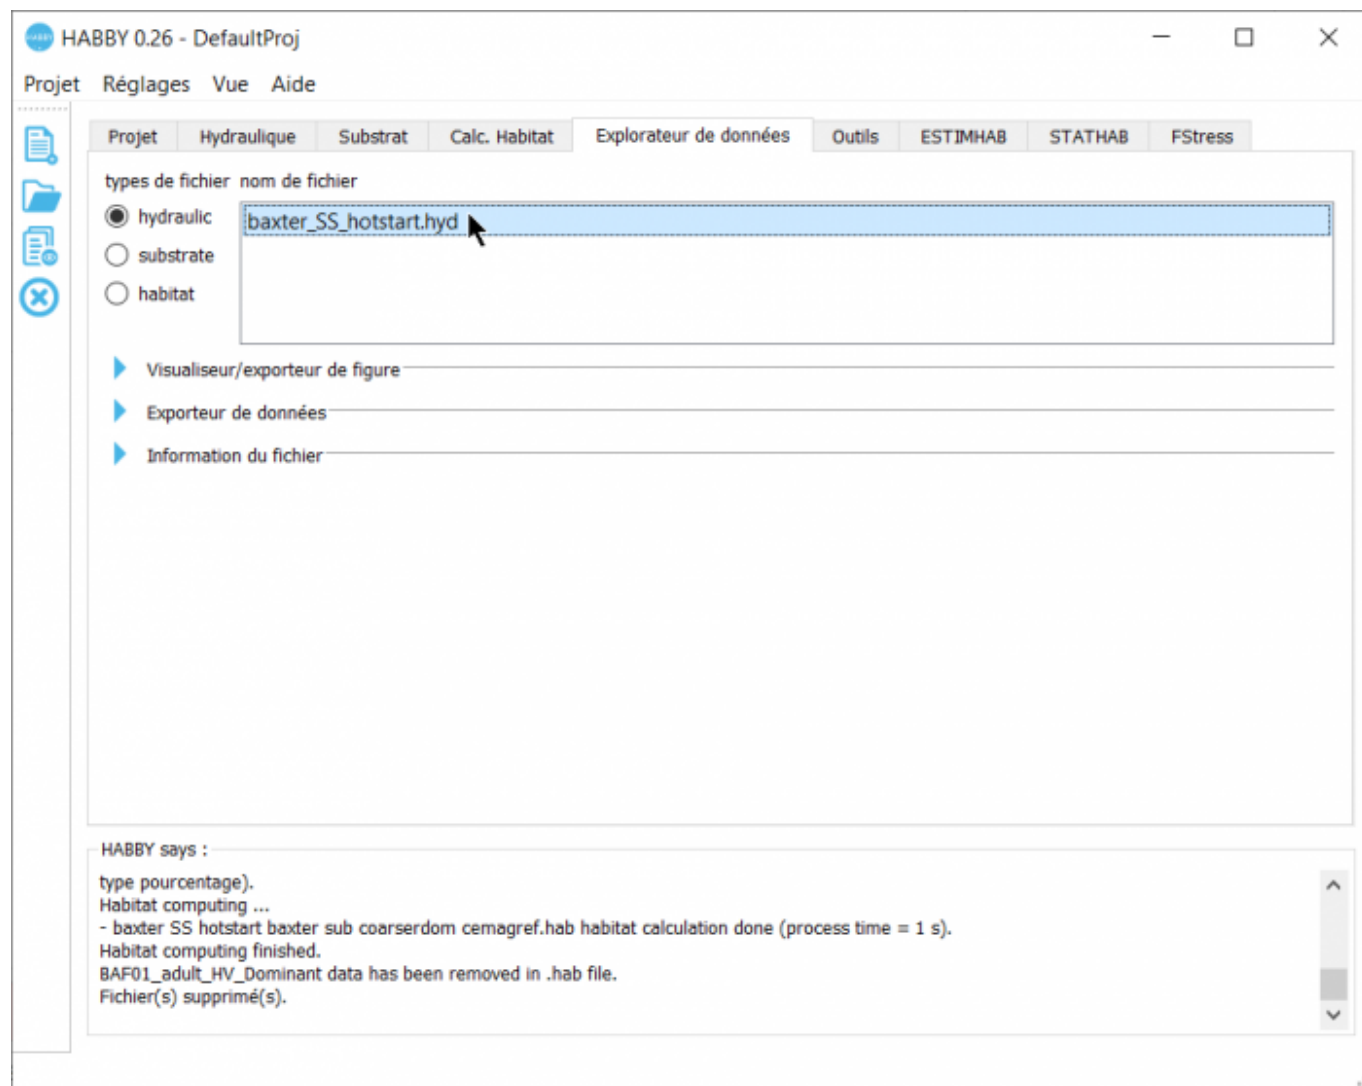 HABBY 0.26 - DefaultProj
Projet Réglages Vue Aide
Projet Hydraulique Substrat Calc. Habitat Explorateur de données Outils ESTIMHAB STATHAB FStress
types de fichier nom de fichier
hydraulic baxter_SS_hotstart.hyd
substrate
habitat
Visualiseur/exporteur de figure
Exporteur de données
Information du fichier
HABBY says :
type pourcentage).
Habitat computing ...
- baxter SS hotstart baxter sub coarserdom cemagref.hab habitat calculation done (process time = 1 s).
Habitat computing finished.
BAF01_adult_HV_Dominant data has been removed in .hab file.
Fichier(s) supprimé(s).